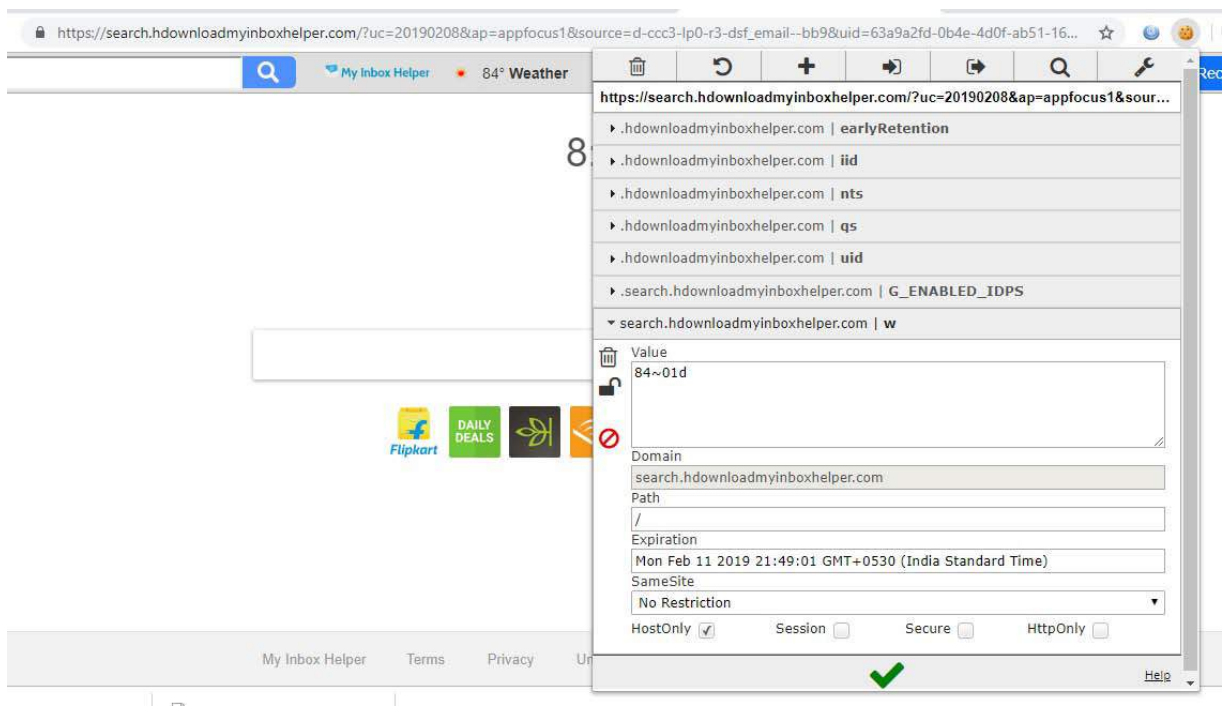 https://search.hdownloadmyinboxhelper.com/?uc=20190208&ap=appfocus1&source=d-ccc3-lp0-r3-dsf_email--bb9&uid=63a9a2fd-0b4e-4d0f-ab51-16...
My Inbox Helper 84° Weather
https://search.hdownloadmyinboxhelper.com/?uc=20190208&ap=appfocus1&sour...
.hdownloadmyinboxhelper.com | earlyRetention
.hdownloadmyinboxhelper.com | iid
.hdownloadmyinboxhelper.com | nts
.hdownloadmyinboxhelper.com | qs
.hdownloadmyinboxhelper.com | uid
.search.hdownloadmyinboxhelper.com | G_ENABLED_IDPS
search.hdownloadmyinboxhelper.com | w
Value
84~01d
Domain
search.hdownloadmyinboxhelper.com
Path
/
Expiration
Mon Feb 11 2019 21:49:01 GMT+0530 (India Standard Time)
SameSite
No Restriction
HostOnly Session Secure HttpOnly
Help
Flipkart
DAILY
DEALS
My Inbox Helper Terms Privacy